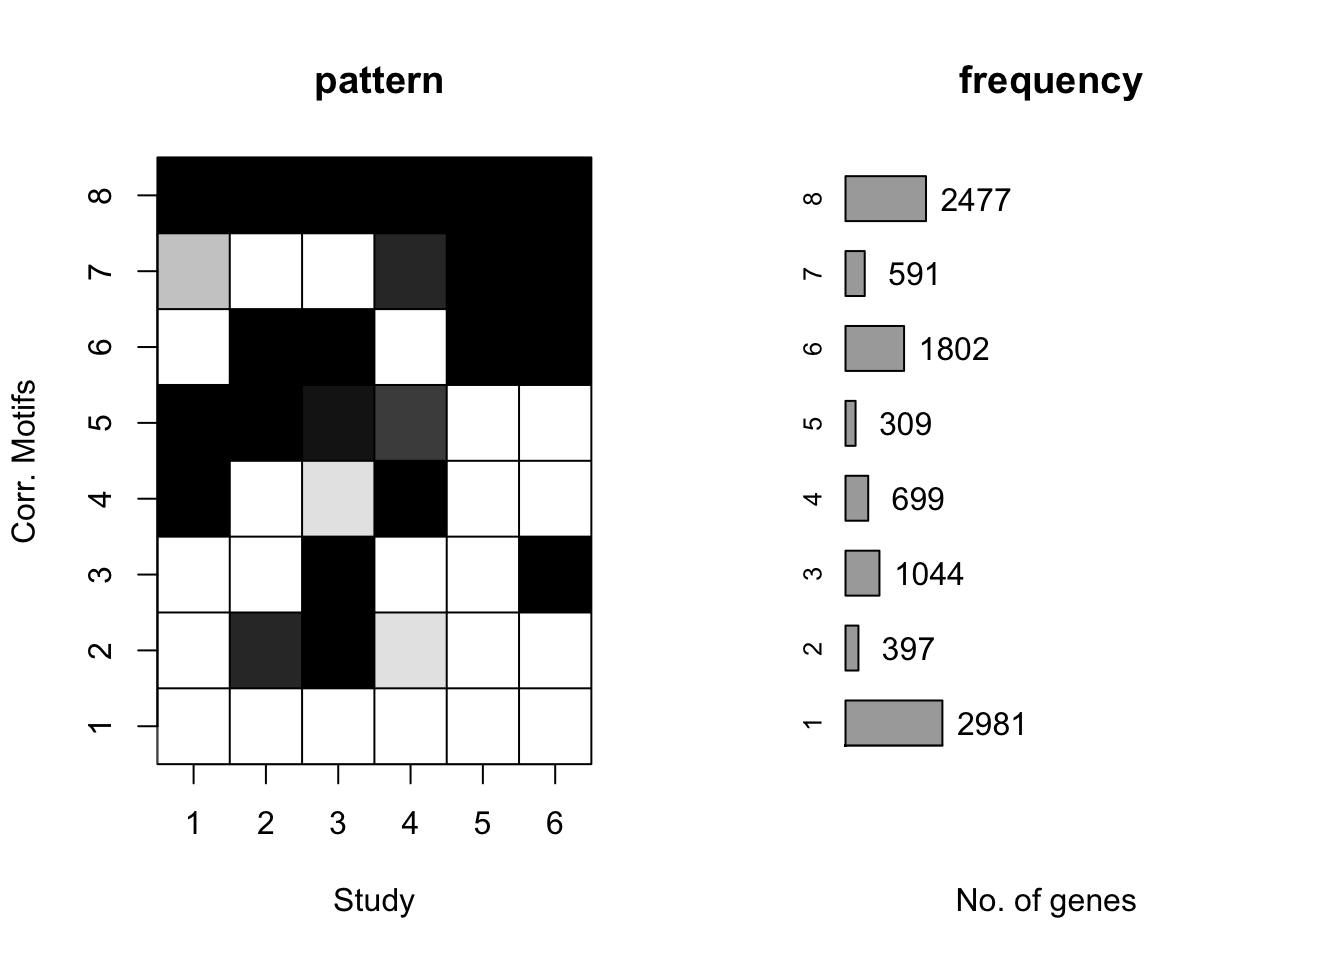 pattern
Corr. Motifs
8
7
6
5
4
3
2
1
1 2 3 4 5 6
Study
frequency
8 2477
7 591
6 1802
5 309
4 699
3 1044
2 397
1 2981
No. of genes